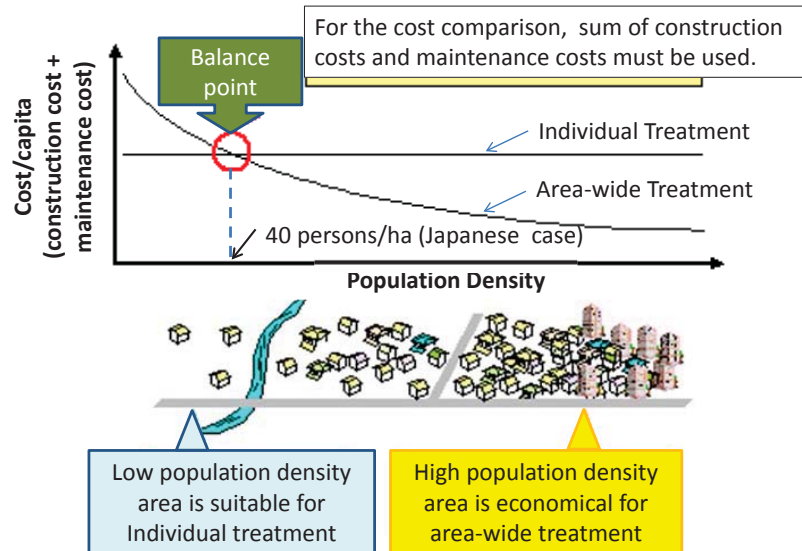 For the cost comparison, sum of construction
costs and maintenance costs must be used.
Balance
point
Cost/capita
(construction cost +
maintenance cost)
Individual Treatment
Area-wide Treatment
40 persons/ha (Japanese case)
Population Density
Low population density
area is suitable for
Individual treatment
High population density
area is economical for
area-wide treatment